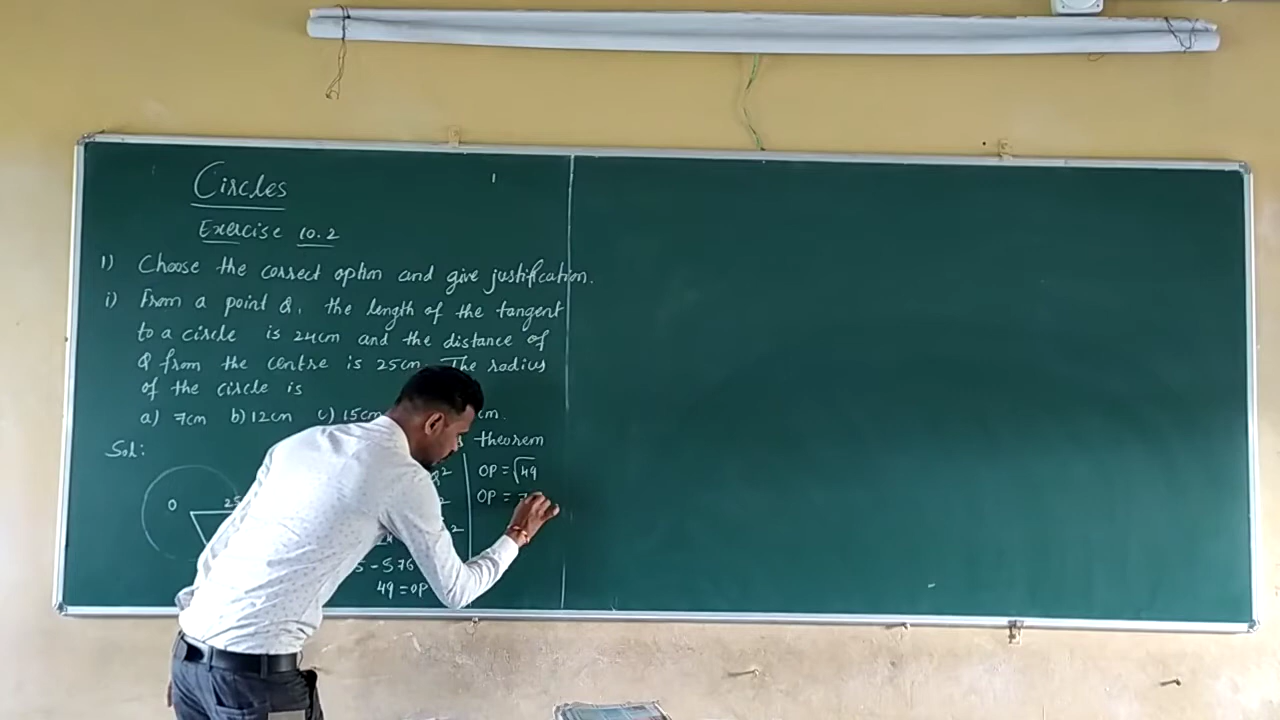 Circles
Exercise 10.2
1) Choose the correct option and give justification.
i) From a point Q, the length of the tangent
to a circle is 24cm and the distance of
Q from the centre is 25cm. The radius
of the circle is
a) 7cm b) 12cm c) 15cm cm.
Sol: theorem
OP = √49
O 25 OP =
- 576
49 = OP